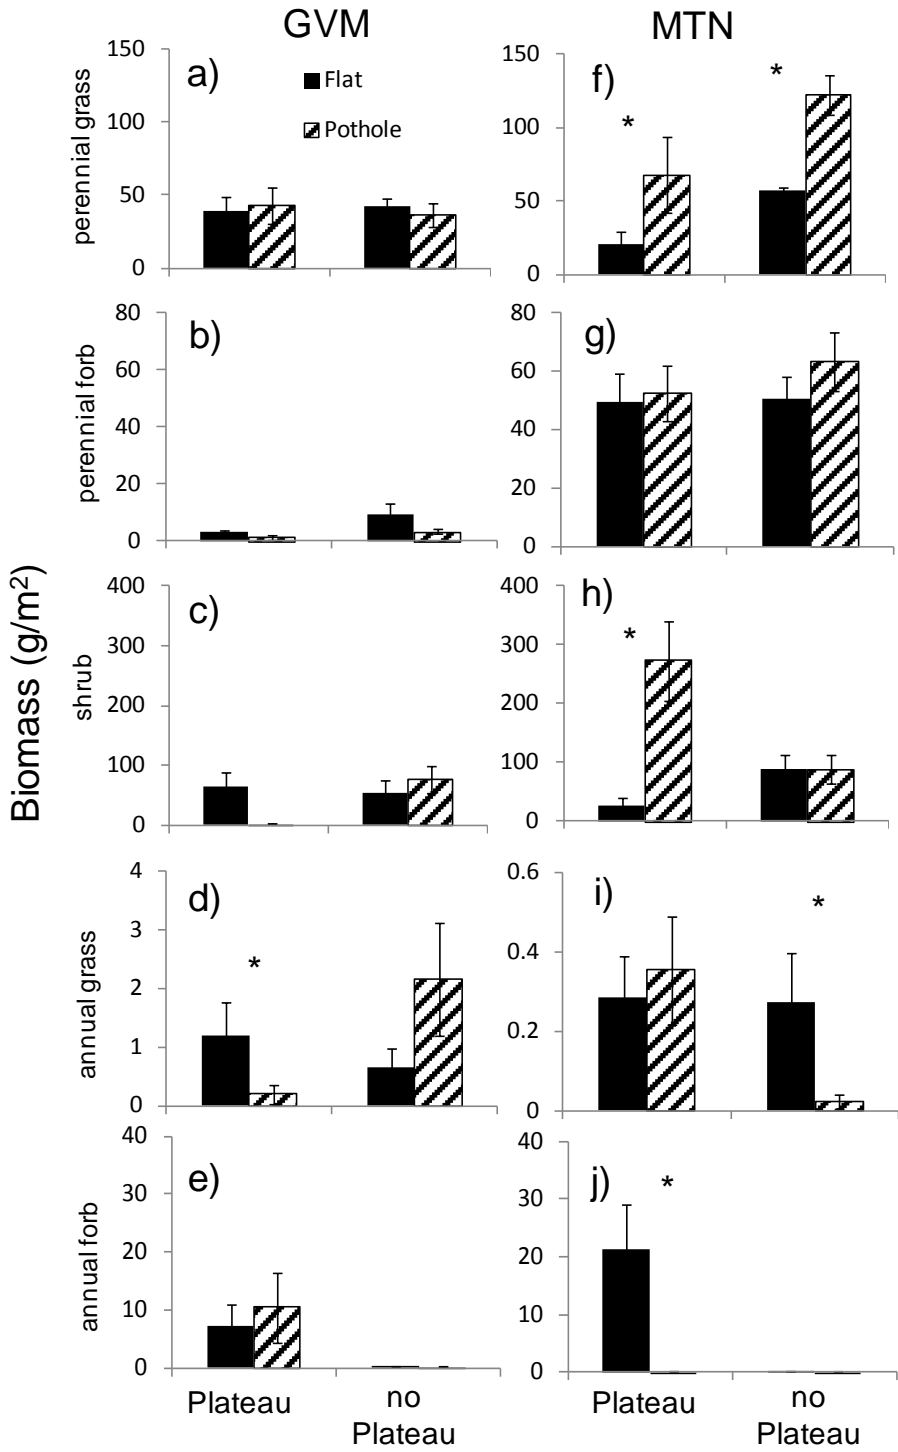 GVM
MTN
Biomass (g/m²)
perennial grass
150
100
50
0
a)
Flat
Pothole
150
100
50
0
f)
*
*
perennial forb
80
60
40
20
0
b)
80
60
40
20
0
g)
shrub
400
300
200
100
0
c)
400
300
200
100
0
h)
*
annual grass
4
3
2
1
0
d)
*
0.6
0.4
0.2
0
i)
*
annual forb
40
30
20
10
0
e)
40
30
20
10
0
j)
*
Plateau
no
Plateau
Plateau
no
Plateau